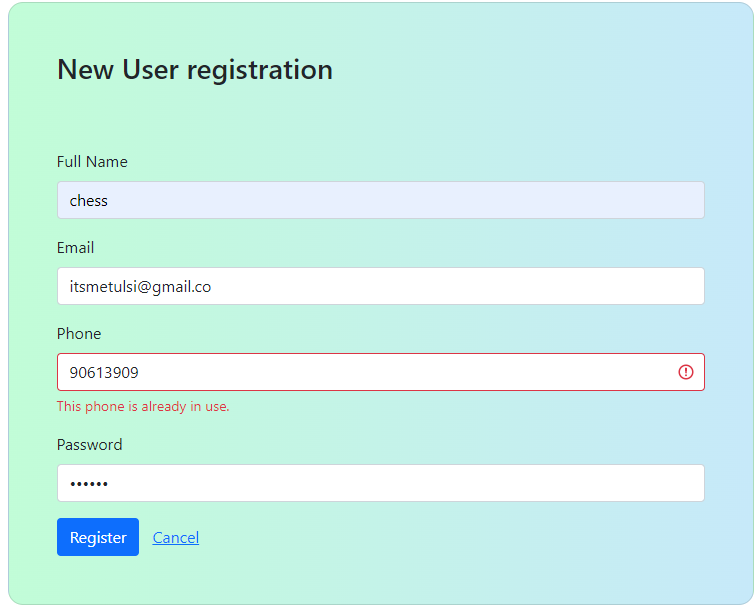 New User registration
Full Name
chess
Email
itsmetulsi@gmail.co
Phone
90613909
This phone is already in use.
Password
••••••
Register Cancel